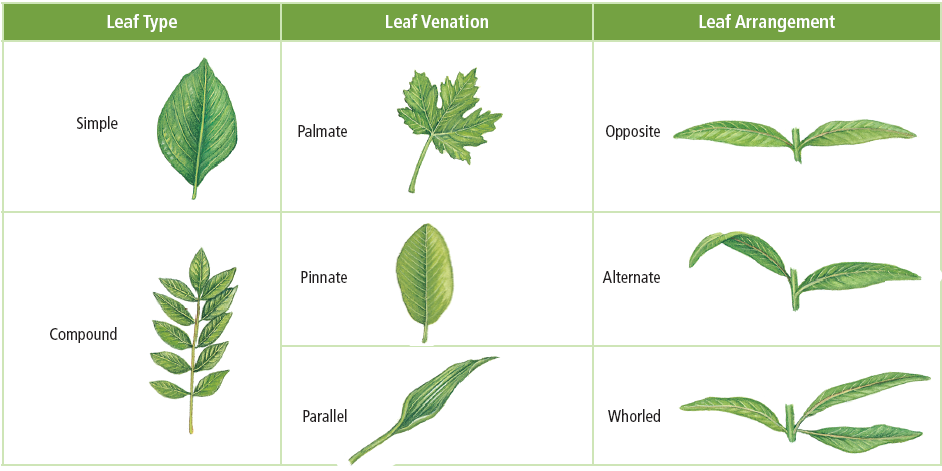 Leaf Type
Leaf Venation
Leaf Arrangement
Simple
Palmate
Opposite
Compound
Pinnate
Alternate
Parallel
Whorled